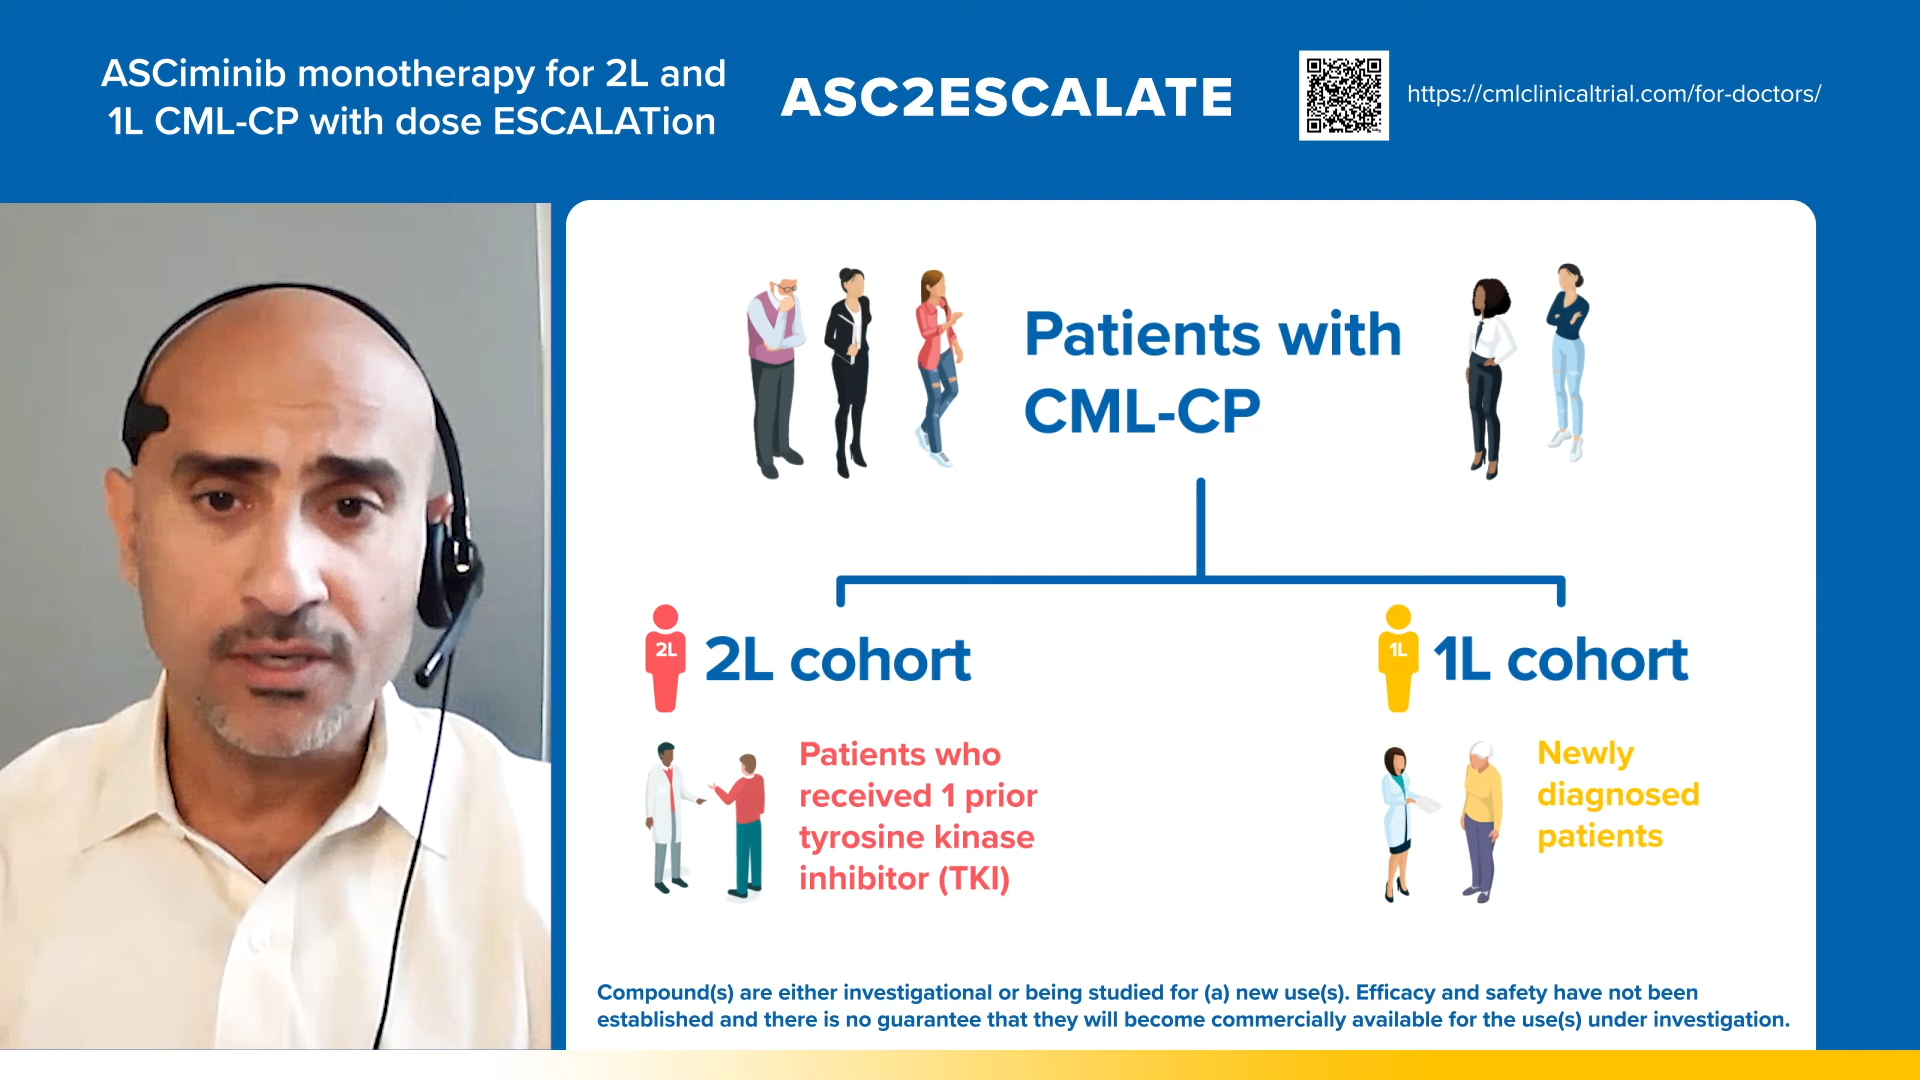 ASCiminib monotherapy for 2L and
1L CML-CP with dose ESCALATion
ASC2ESCALATE
https://cmlclinicaltrial.com/for-doctors/
Patients with
CML-CP
2L
2L cohort
1L
1L cohort
Patients who
received 1 prior
tyrosine kinase
inhibitor (TKI)
Newly
diagnosed
patients
Compound(s) are either investigational or being studied for (a) new use(s). Efficacy and safety have not been
established and there is no guarantee that they will become commercially available for the use(s) under investigation.